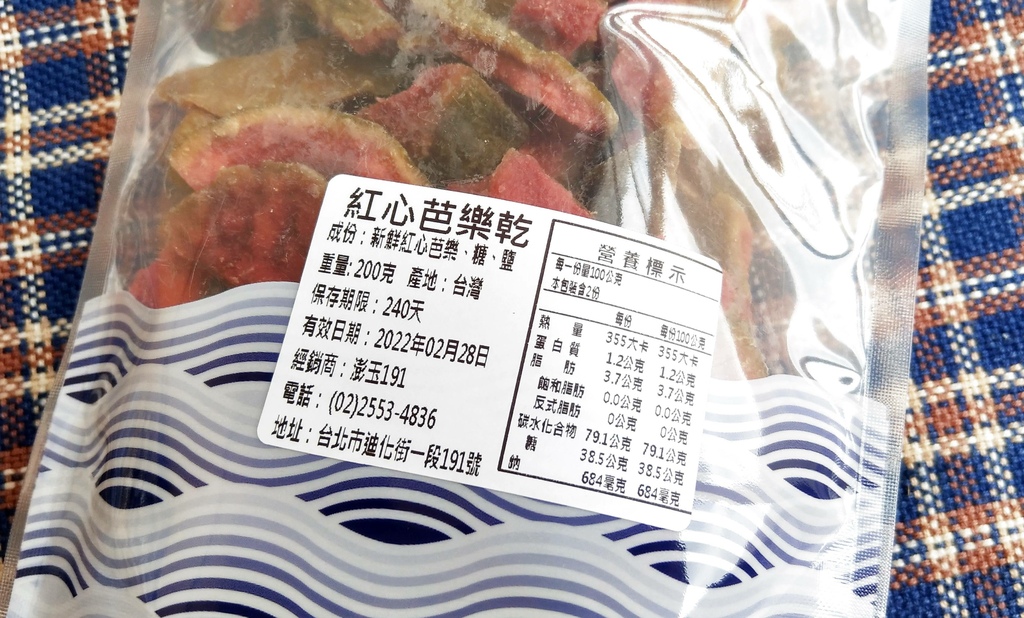 紅心芭樂乾
成份：新鮮紅心芭樂、糖、鹽
重量: 200克 產地：台灣
保存期限：240天
有效日期：2022年02月28日
經銷商：澎玉191
電話：(02)2553-4836
地址：台北市迪化街一段191號
營養標示
每一份量100公克
本包裝含2份
每份 每100公克
熱量 355大卡 355大卡
蛋白質 1.2公克 1.2公克
脂肪 3.7公克 3.7公克
飽和脂肪 0.0公克 0.0公克
反式脂肪 0公克 0公克
碳水化合物 79.1公克 79.1公克
糖 38.5公克 38.5公克
鈉 684毫克 684毫克